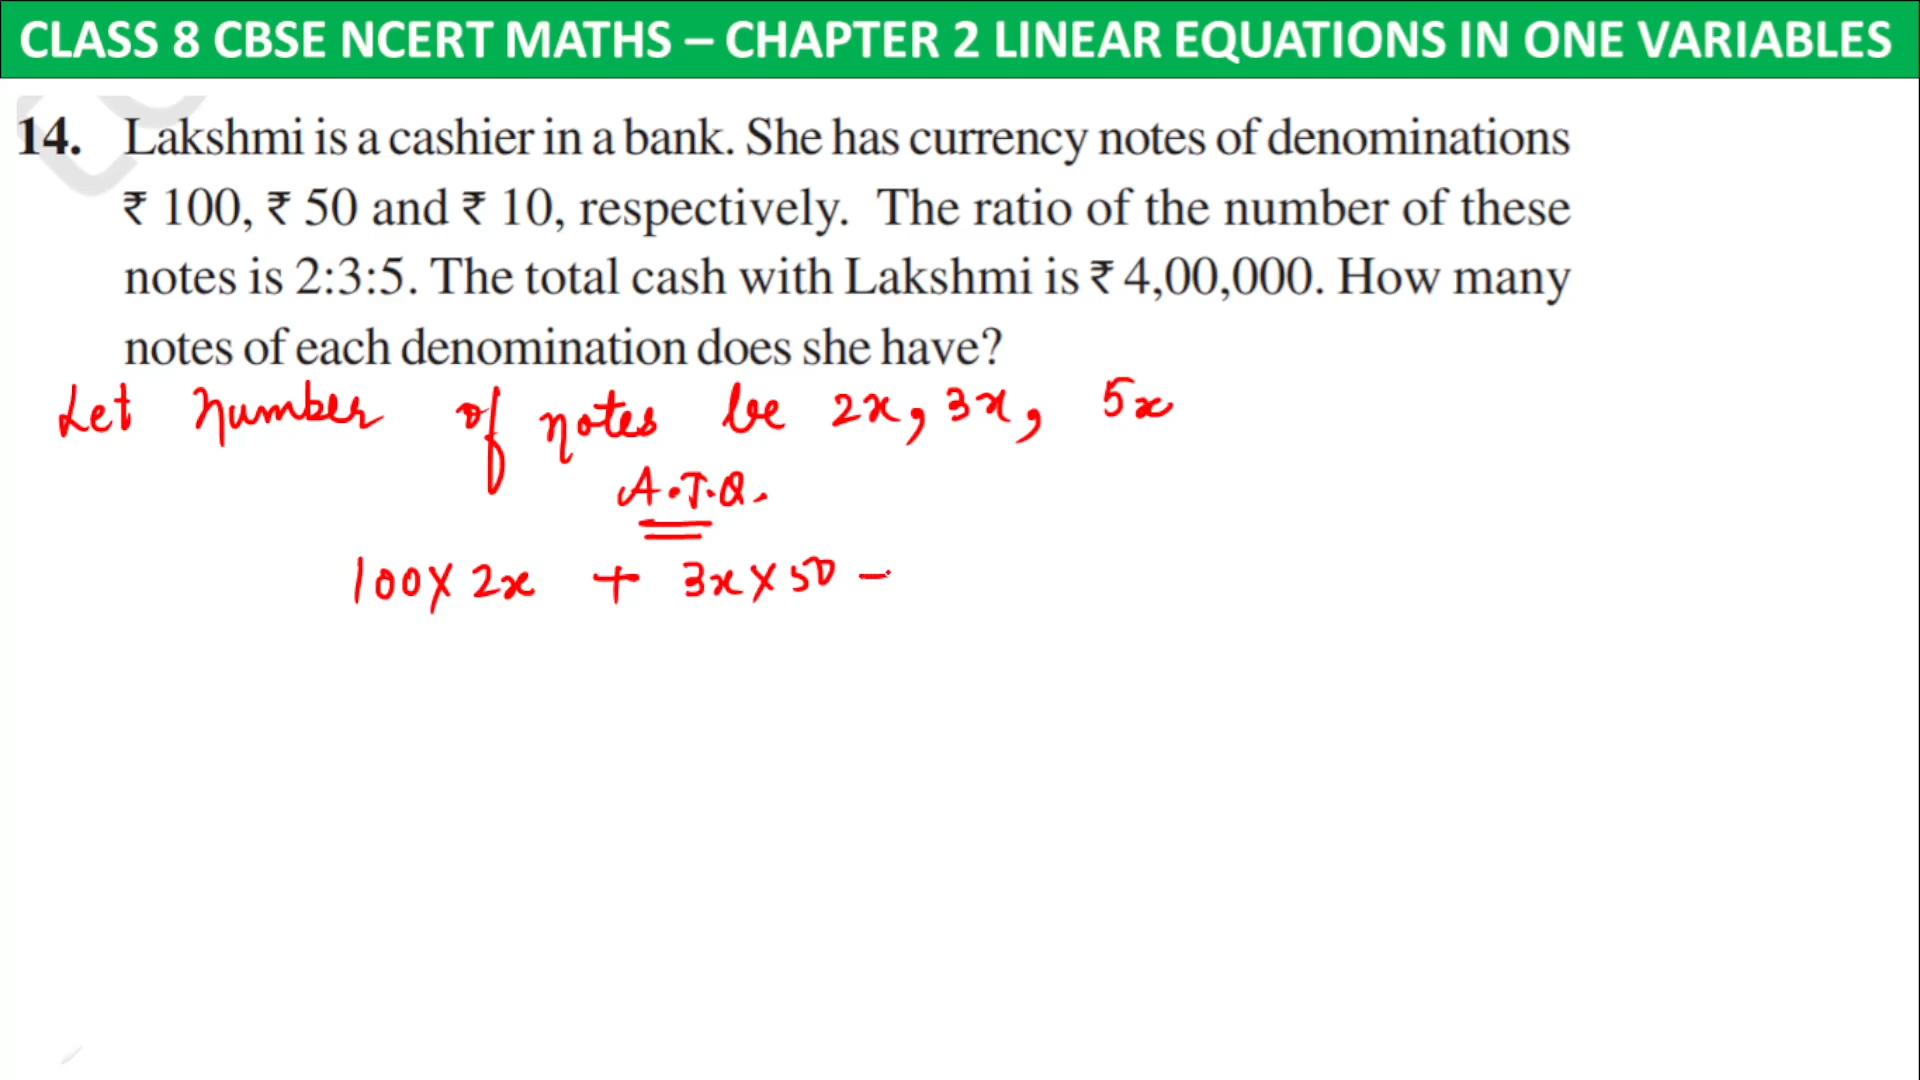 CLASS 8 CBSE NCERT MATHS – CHAPTER 2 LINEAR EQUATIONS IN ONE VARIABLES
14. Lakshmi is a cashier in a bank. She has currency notes of denominations
₹ 100, ₹ 50 and ₹ 10, respectively. The ratio of the number of these
notes is 2:3:5. The total cash with Lakshmi is ₹ 4,00,000. How many
notes of each denomination does she have?
Let number of notes be 2x, 3x, 5x
A.T.Q.
100 × 2x + 3x × 50 –